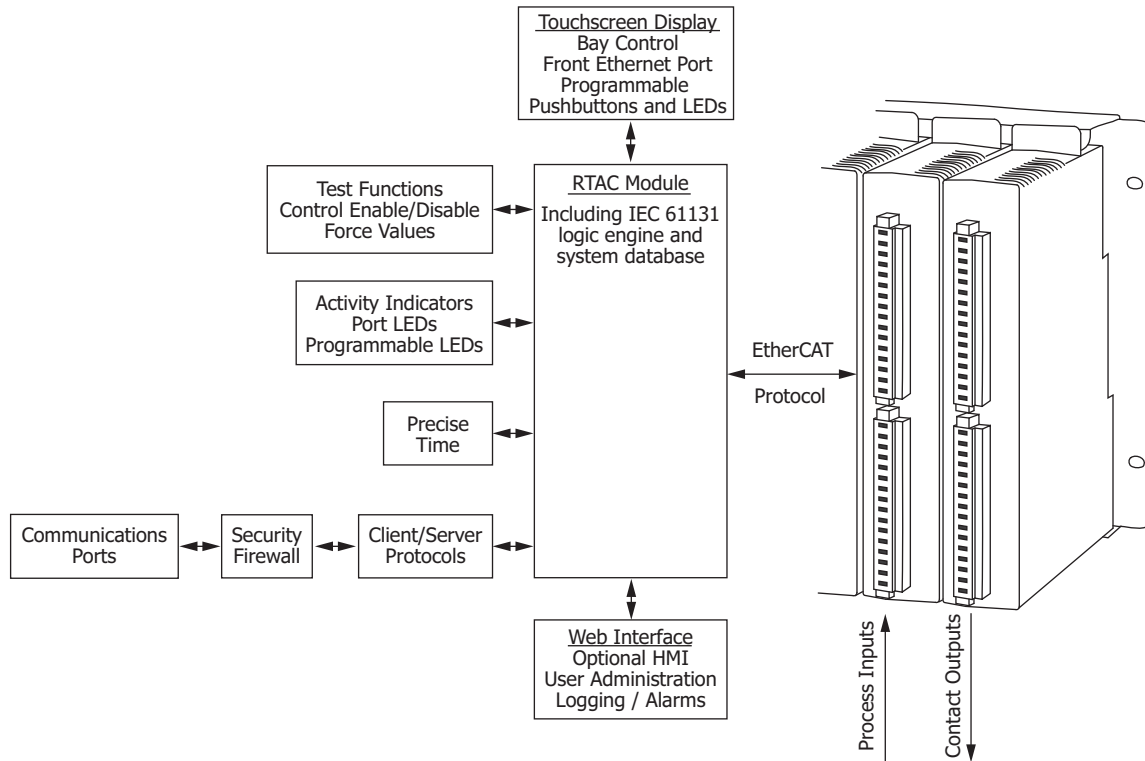 Touchscreen Display
Bay Control
Front Ethernet Port
Programmable
Pushbuttons and LEDs
Test Functions
Control Enable/Disable
Force Values
RTAC Module
Including IEC 61131
logic engine and
system database
Activity Indicators
Port LEDs
Programmable LEDs
EtherCAT
Protocol
Precise
Time
Communications
Ports
Security
Firewall
Client/Server
Protocols
Web Interface
Optional HMI
User Administration
Logging / Alarms
Process Inputs
Contact Outputs